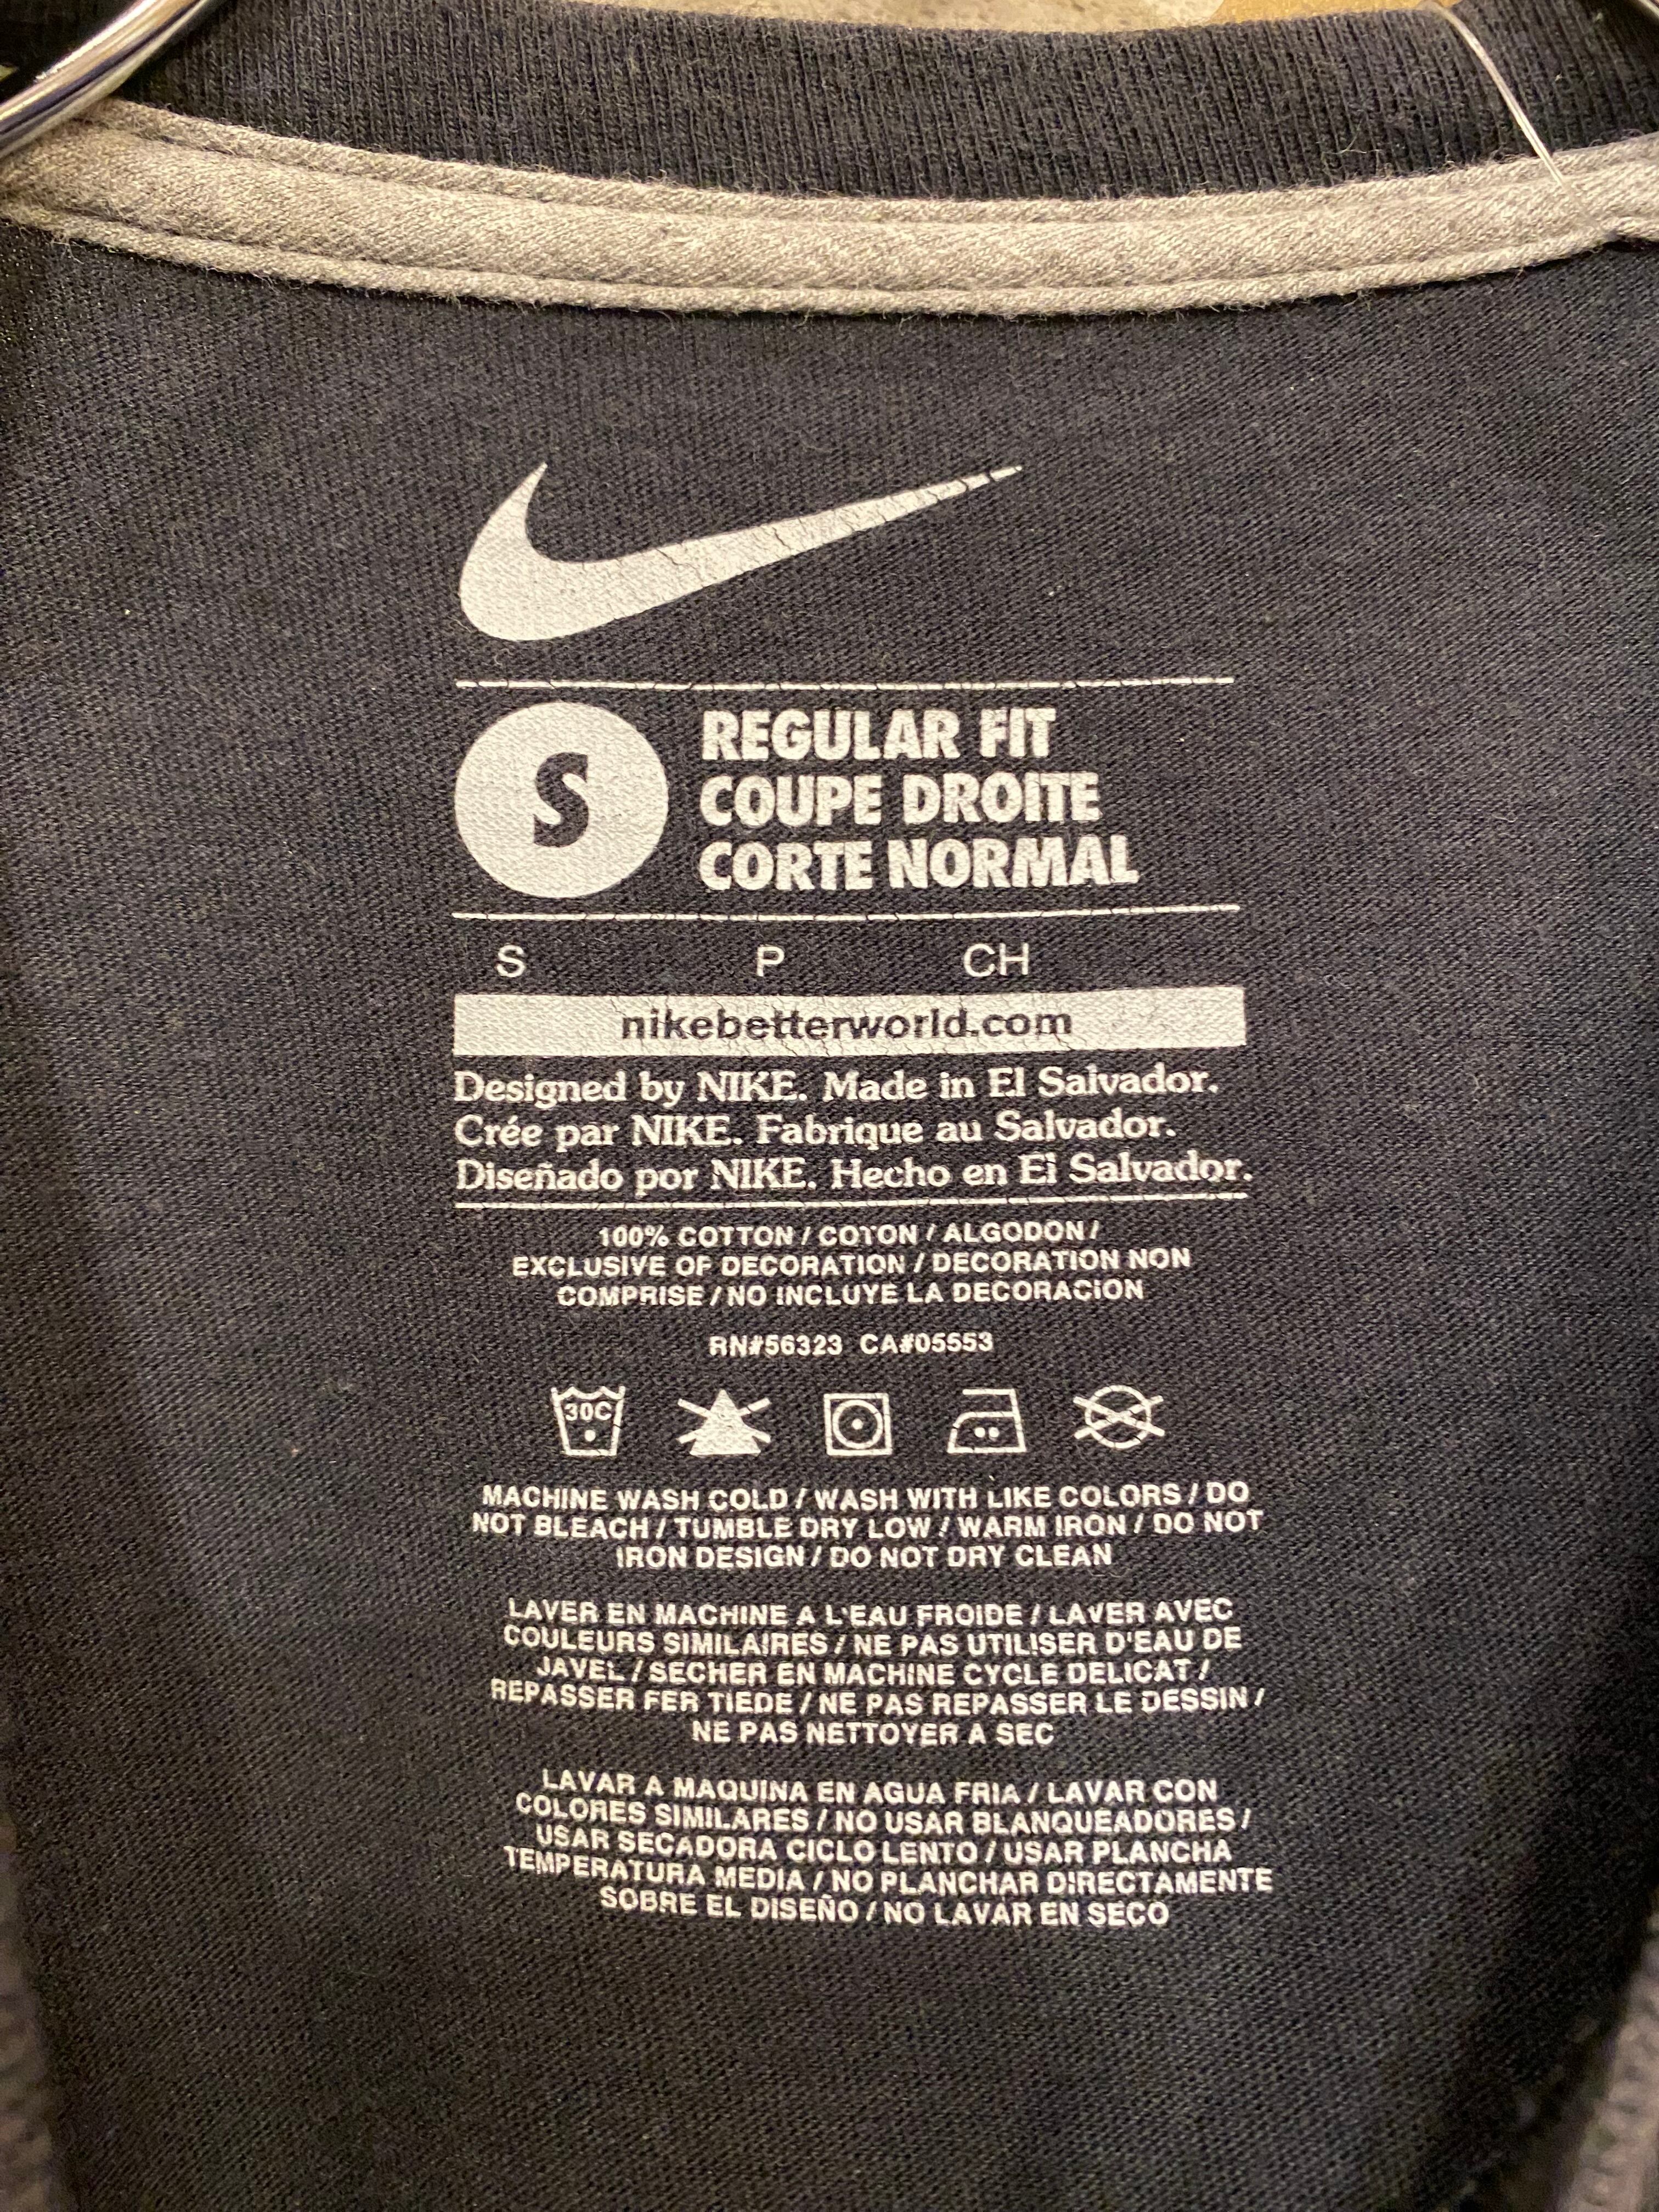 S
REGULAR FIT
COUPE DROITE
CORTE NORMAL
S P CH
nikebetterworld.com
Designed by NIKE. Made in El Salvador.
Crée par NIKE. Fabrique au Salvador.
Diseñado por NIKE. Hecho en El Salvador.
100% COTTON / COTON / ALGODON /
EXCLUSIVE OF DECORATION / DECORATION NON
COMPRISE / NO INCLUYE LA DECORACION
RN#56323 CA#05553
30C
MACHINE WASH COLD / WASH WITH LIKE COLORS / DO
NOT BLEACH / TUMBLE DRY LOW / WARM IRON / DO NOT
IRON DESIGN / DO NOT DRY CLEAN
LAVER EN MACHINE A L'EAU FROIDE / LAVER AVEC
COULEURS SIMILAIRES / NE PAS UTILISER D'EAU DE
JAVEL / SECHER EN MACHINE CYCLE DELICAT /
REPASSER FER TIEDE / NE PAS REPASSER LE DESSIN /
NE PAS NETTOYER A SEC
LAVAR A MAQUINA EN AGUA FRIA / LAVAR CON
COLORES SIMILARES / NO USAR BLANQUEADORES /
USAR SECADORA CICLO LENTO / USAR PLANCHA
TEMPERATURA MEDIA / NO PLANCHAR DIRECTAMENTE
SOBRE EL DISEÑO / NO LAVAR EN SECO